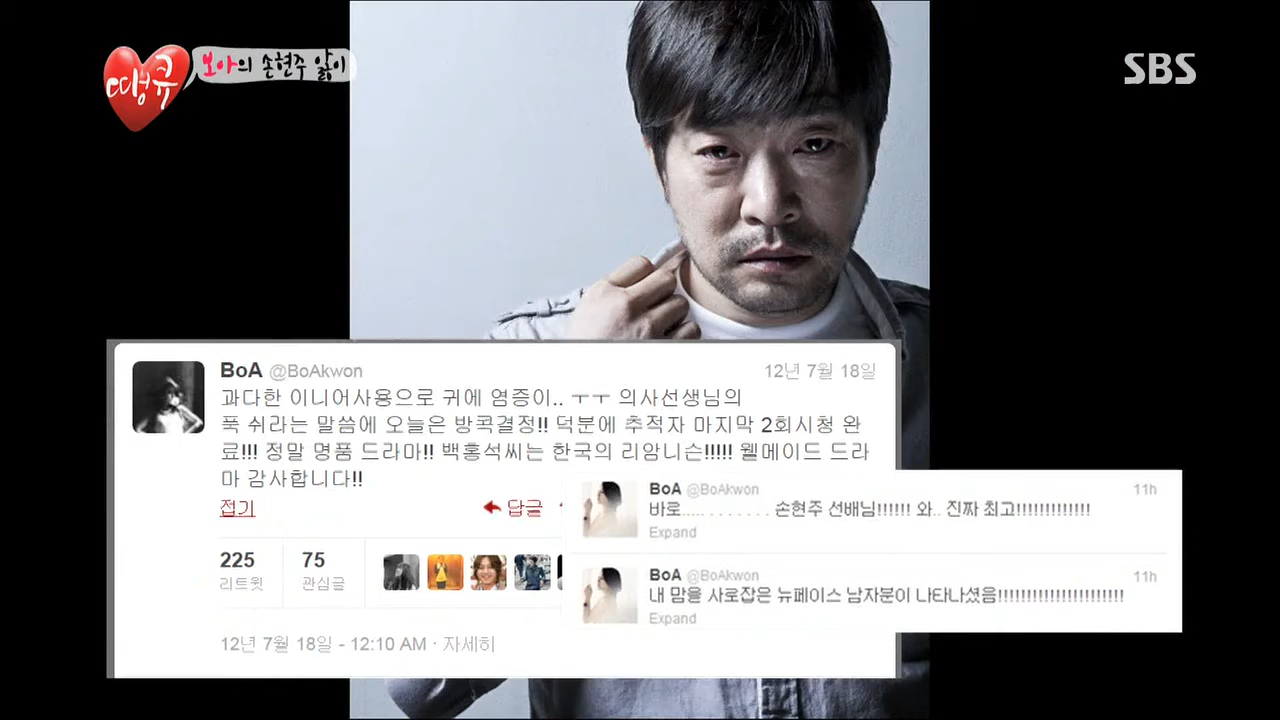 땡큐
보아의 손현주 앓이
SBS
BoA @BoAkwon
12년 7월 18일
과다한 이니어사용으로 귀에 염증이.. ㅜㅜ 의사선생님의
푹 쉬라는 말씀에 오늘은 방콕결정!! 덕분에 추적자 마지막 2회시청 완
료!!! 정말 명품 드라마!! 백홍석씨는 한국의 리암니슨!!!!! 웰메이드 드라
마 감사합니다!!
접기
답글
225
리트윗
75
관심글
12년 7월 18일 - 12:10 AM · 자세히
BoA @BoAkwon
11h
바로..... . . . . . . . 손현주 선배님!!!!!! 와.. 진짜 최고!!!!!!!!!!!!!
Expand
BoA @BoAkwon
11h
내 맘을 사로잡은 뉴페이스 남자분이 나타나셨음!!!!!!!!!!!!!!!!!!!!!!
Expand